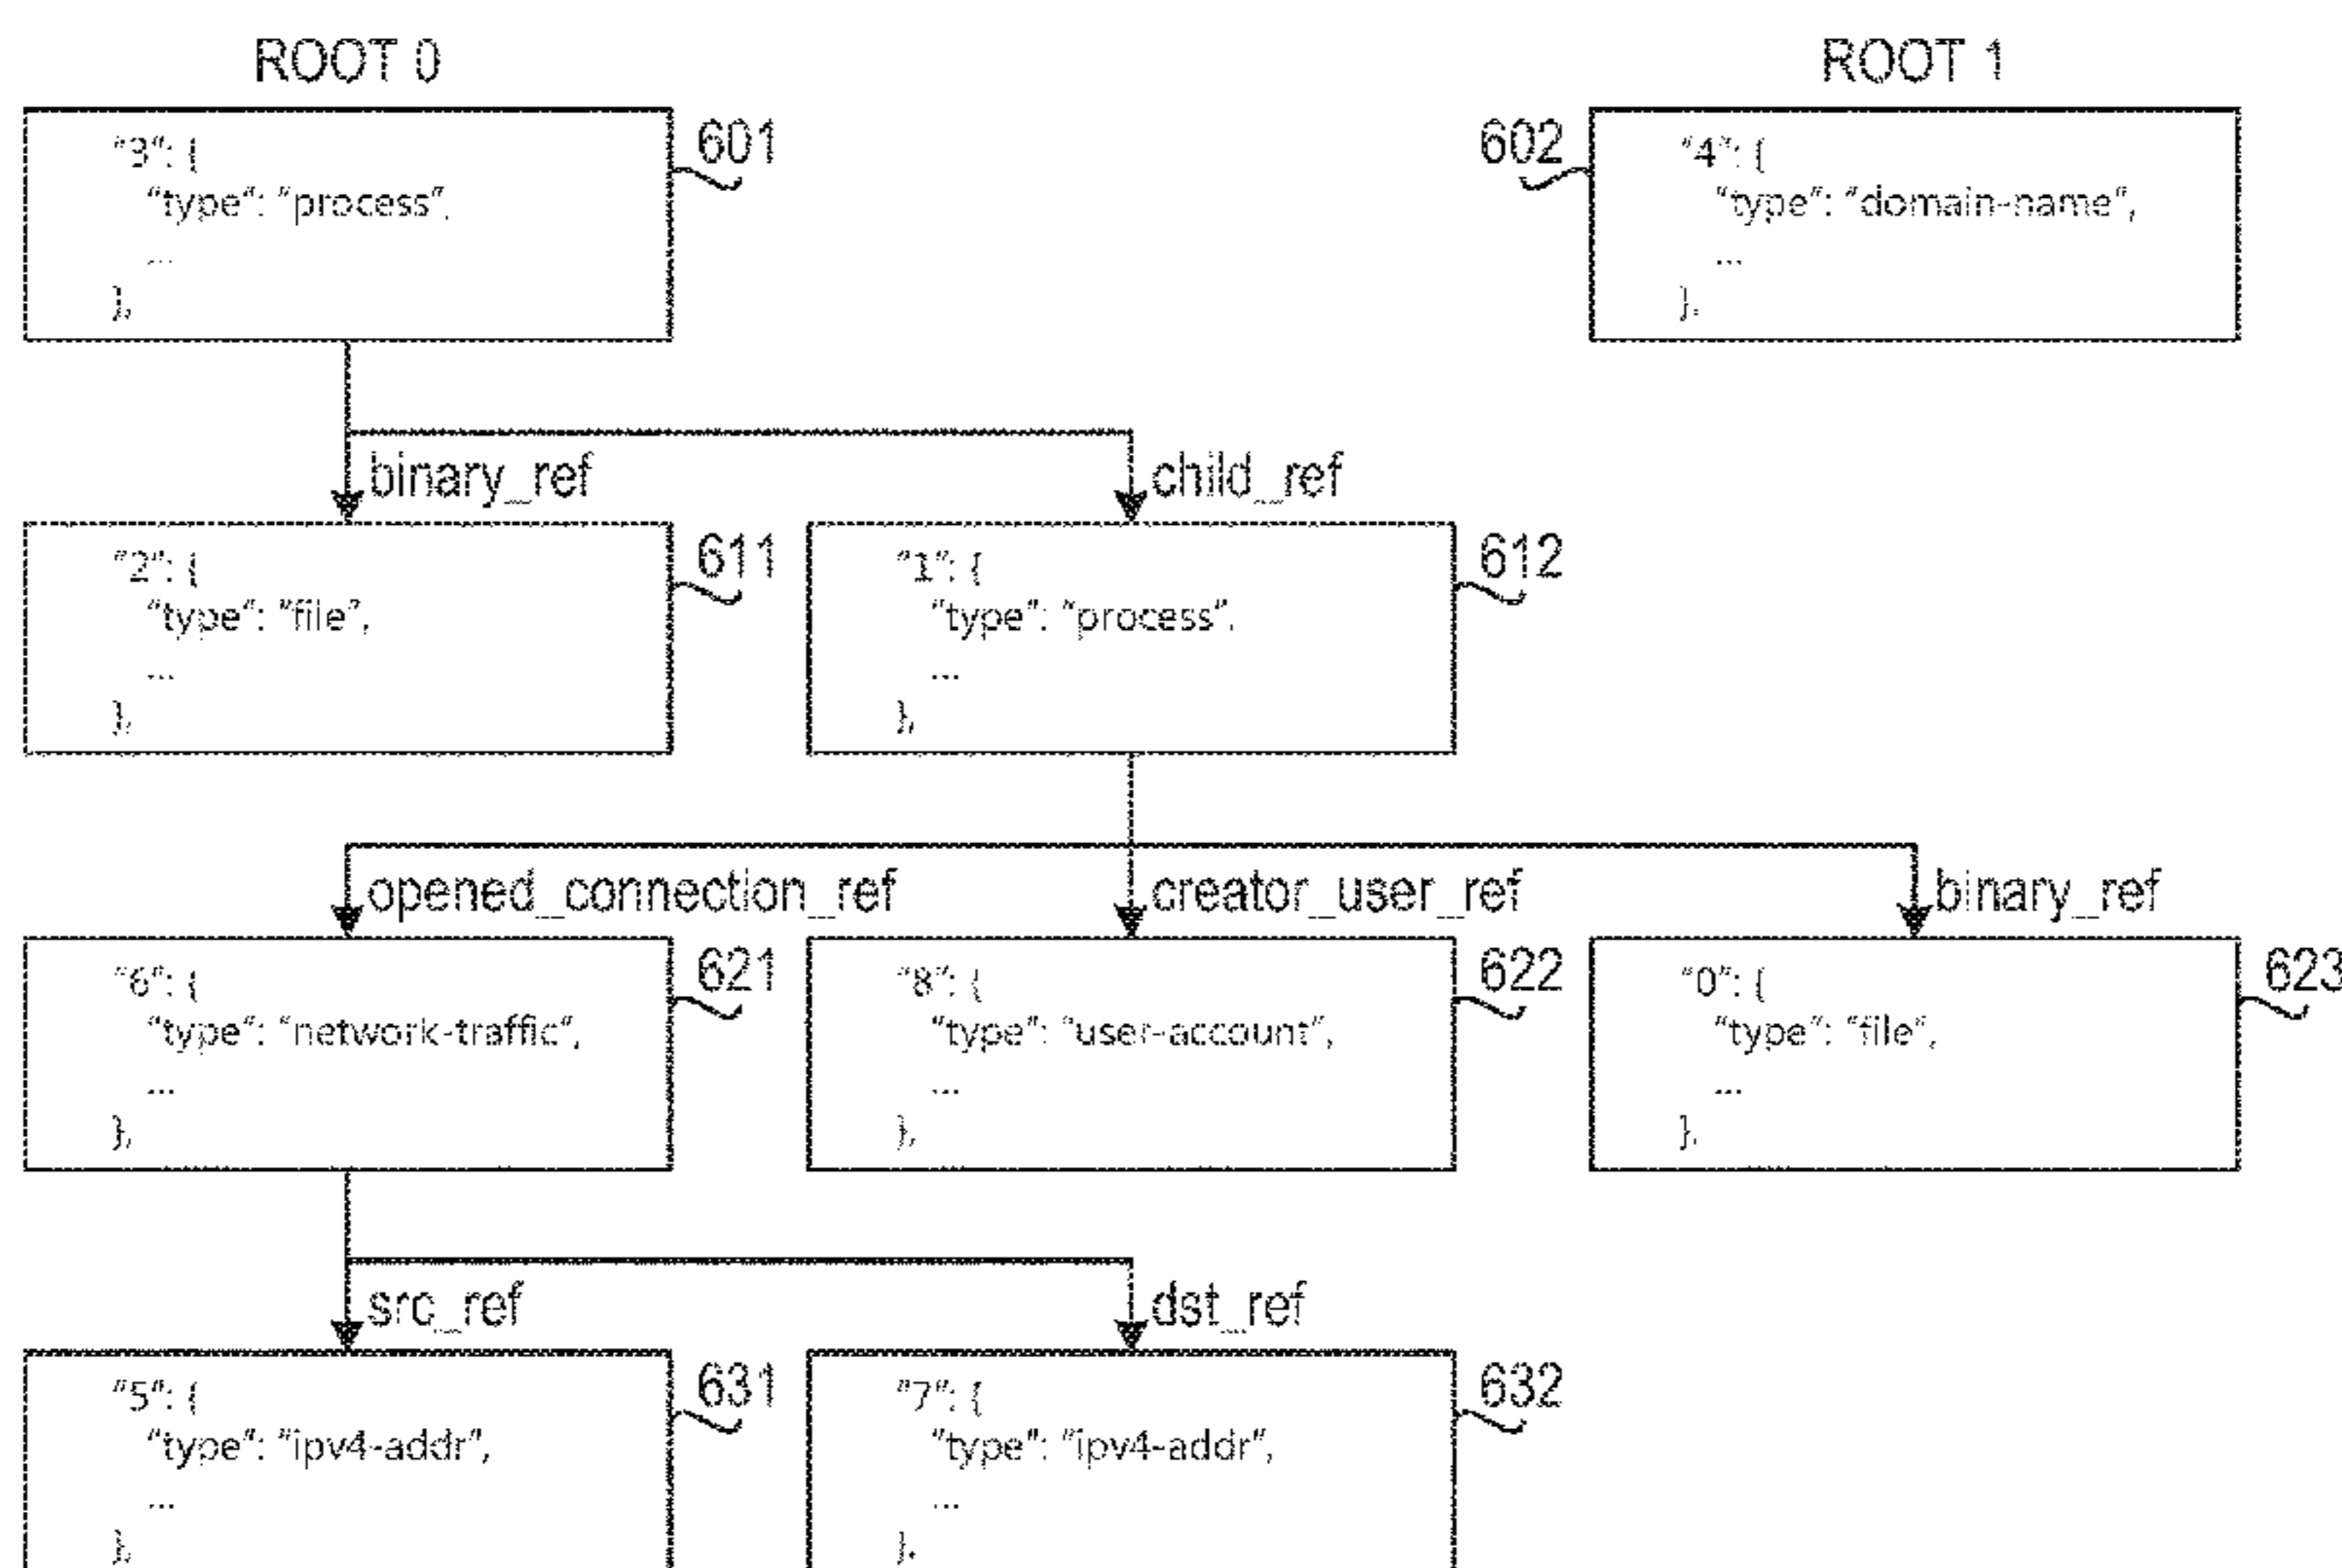 ROOT 0
"3": {
"type": "process",
...
},
601
ROOT 1
602
"4": {
"type": "domain-name",
...
},
binary_ref
child_ref
"2": {
"type": "file",
...
},
611
"1": {
"type": "process",
...
},
612
opened_connection_ref
creator_user_ref
binary_ref
"6": {
"type": "network-traffic",
...
},
621
"8": {
"type": "user-account",
...
},
622
"0": {
"type": "file",
...
},
623
src_ref
dst_ref
"5": {
"type": "ipv4-addr",
...
},
631
"7": {
"type": "ipv4-addr",
...
},
632